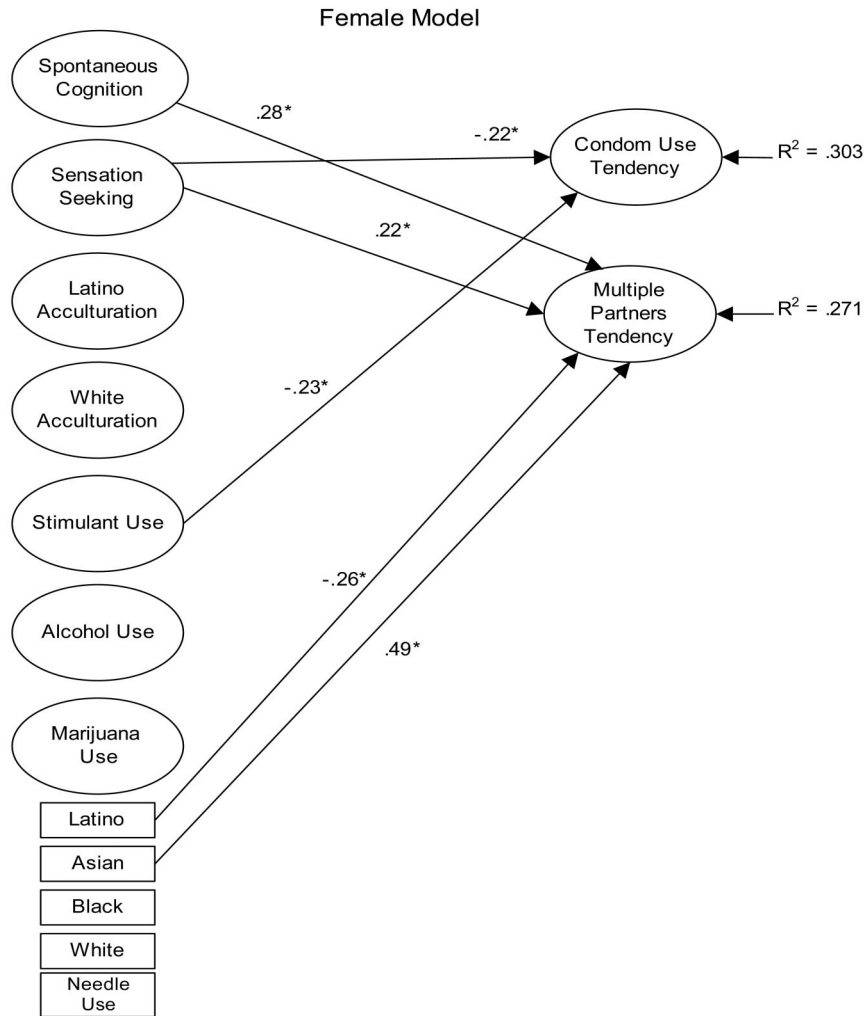 Female Model
Spontaneous
Cognition
.28*
-.22*
Condom Use
Tendency
R² = .303
Sensation
Seeking
.22*
Latino
Acculturation
Multiple
Partners
Tendency
R² = .271
White
Acculturation
-.23*
Stimulant Use
-.26*
Alcohol Use
.49*
Marijuana
Use
Latino
Asian
Black
White
Needle
Use